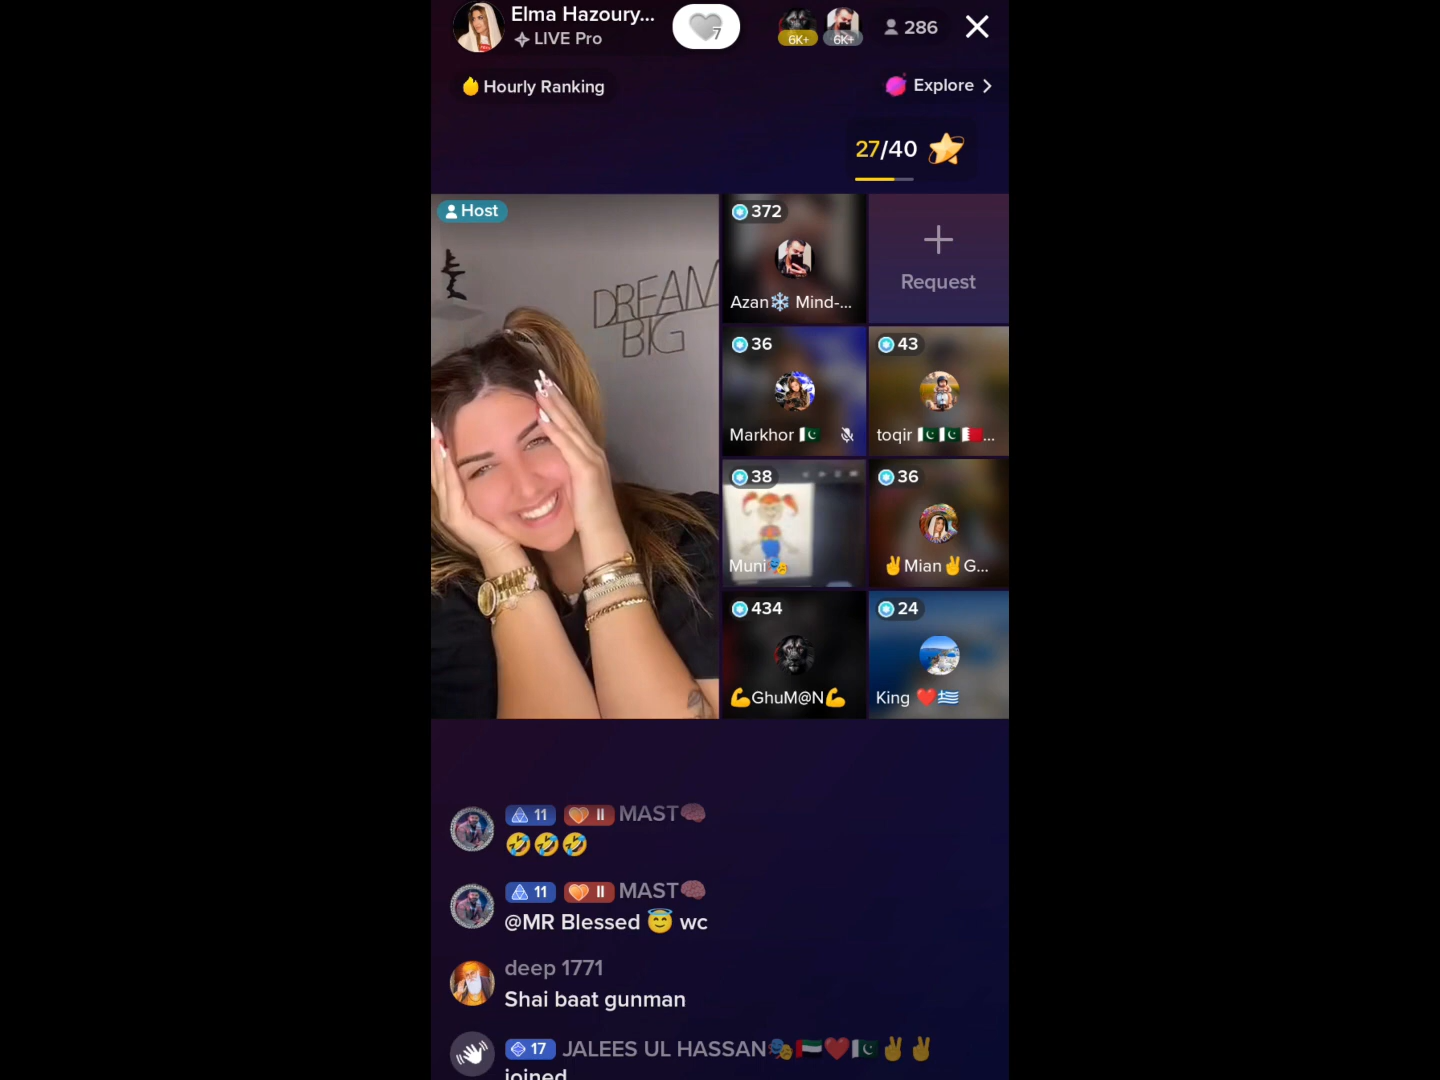 Elma Hazoury...
LIVE Pro
7
6K+
6K+
286
Hourly Ranking
Explore
27/40
Host
DREAM
BIG
372
Azan❄️ Mind-...
Request
36
Markhor 🇵🇰
43
toqir 🇵🇰🇵🇰🇧🇭...
38
Muni🎭
36
✌️Mian✌️G...
434
💪GhuM@N💪
24
King ❤️🇬🇷
11 II MAST🧠
🤣🤣🤣
11 II MAST🧠
@MR Blessed 😇 wc
deep 1771
Shai baat gunman
17 JALEES UL HASSAN🎭🇦🇪❤️🇵🇰✌️✌️
joined